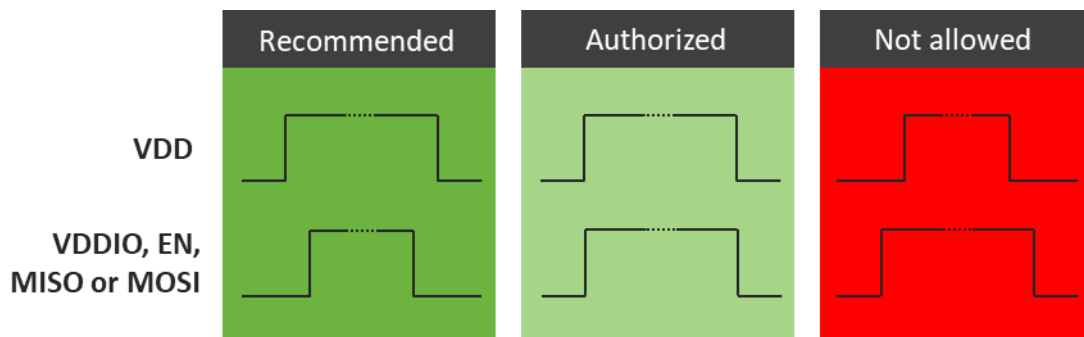 Recommended
Authorized
Not allowed
VDD
VDDIO, EN,
MISO or MOSI